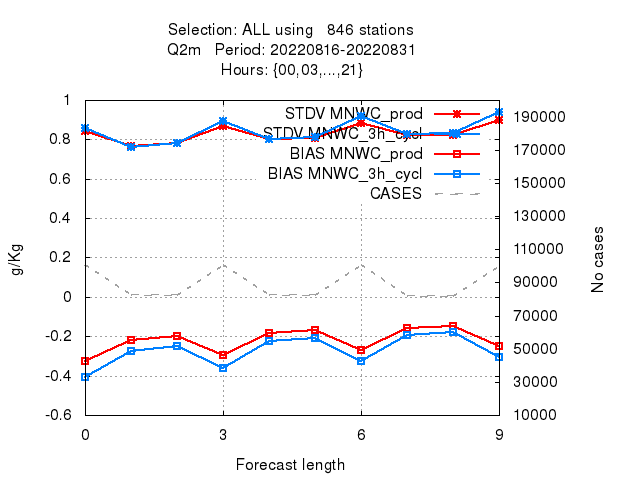 Selection: ALL using   846 stations
Q2m   Period: 20220816-20220831
Hours: {00,03,...,21}
STDV MNWC_prod
STDV MNWC_3h_cycl
BIAS MNWC_prod
BIAS MNWC_3h_cycl
CASES
1
0.8
0.6
0.4
0.2
0
-0.2
-0.4
-0.6
g/Kg
190000
170000
150000
130000
110000
90000
70000
50000
30000
10000
No cases
0
3
6
9
Forecast length